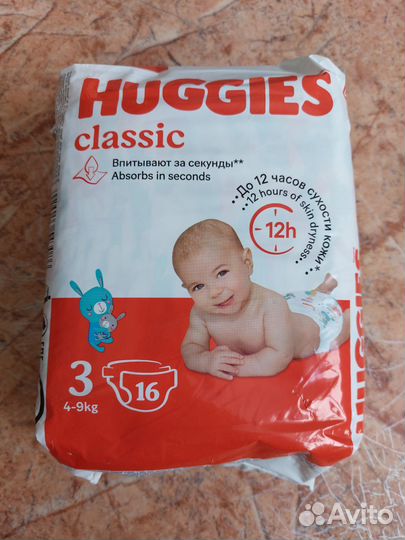 HUGGIES
classic
Впитывают за секунды**
Absorbs in seconds
••До 12 часов сухости кожи•*
••12 hours of skin dryness••*
12h
3
4-9kg
16
HUGGIE
Avito